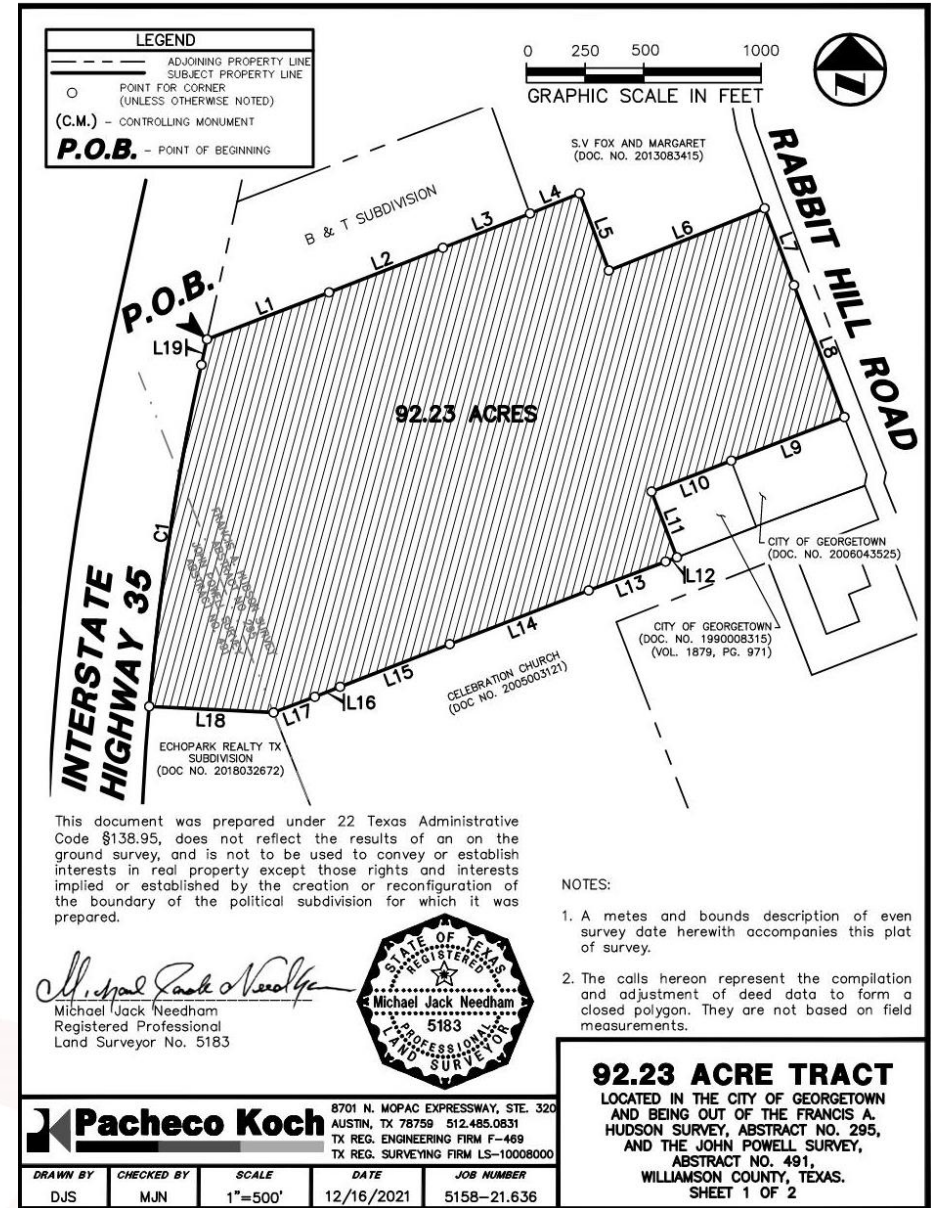 LEGEND
ADJOINING PROPERTY LINE
SUBJECT PROPERTY LINE
POINT FOR CORNER
(UNLESS OTHERWISE NOTED)
(C.M.) - CONTROLLING MONUMENT
P.O.B. - POINT OF BEGINNING
0 250 500 1000
GRAPHIC SCALE IN FEET
N
S.V FOX AND MARGARET
(DOC. NO. 2013083415)
RABBIT HILL ROAD
B & T SUBDIVISION
P.O.B.
L1
L2
L3
L4
L5
L6
L7
L8
L9
L10
L11
L12
L13
L14
L15
L16
L17
L18
L19
C1
92.23 ACRES
FRANCIS A. HUDSON SURVEY
ABSTRACT NO. 295
JOHN POWELL SURVEY
ABSTRACT NO. 491
INTERSTATE
HIGHWAY 35
CITY OF GEORGETOWN
(DOC. NO. 2006043525)
CITY OF GEORGETOWN
(DOC. NO. 1990008315)
(VOL. 1879, PG. 971)
CELEBRATION CHURCH
(DOC NO. 2005003121)
ECHOPARK REALTY TX
SUBDIVISION
(DOC NO. 2018032672)
This document was prepared under 22 Texas Administrative
Code §138.95, does not reflect the results of an on the
ground survey, and is not to be used to convey or establish
interests in real property except those rights and interests
implied or established by the creation or reconfiguration of
the boundary of the political subdivision for which it was
prepared.
Michael Jack Needham
Michael Jack Needham
Registered Professional
Land Surveyor No. 5183
STATE OF TEXAS
REGISTERED
Michael Jack Needham
5183
PROFESSIONAL
LAND SURVEYOR
NOTES:
1. A metes and bounds description of even
survey date herewith accompanies this plat
of survey.
2. The calls hereon represent the compilation
and adjustment of deed data to form a
closed polygon. They are not based on field
measurements.
Pacheco Koch
8701 N. MOPAC EXPRESSWAY, STE. 320
AUSTIN, TX 78759 512.485.0831
TX REG. ENGINEERING FIRM F-469
TX REG. SURVEYING FIRM LS-10008000
DRAWN BY CHECKED BY SCALE DATE JOB NUMBER
DJS MJN 1"=500' 12/16/2021 5158-21.636
92.23 ACRE TRACT
LOCATED IN THE CITY OF GEORGETOWN
AND BEING OUT OF THE FRANCIS A.
HUDSON SURVEY, ABSTRACT NO. 295,
AND THE JOHN POWELL SURVEY,
ABSTRACT NO. 491,
WILLIAMSON COUNTY, TEXAS.
SHEET 1 OF 2